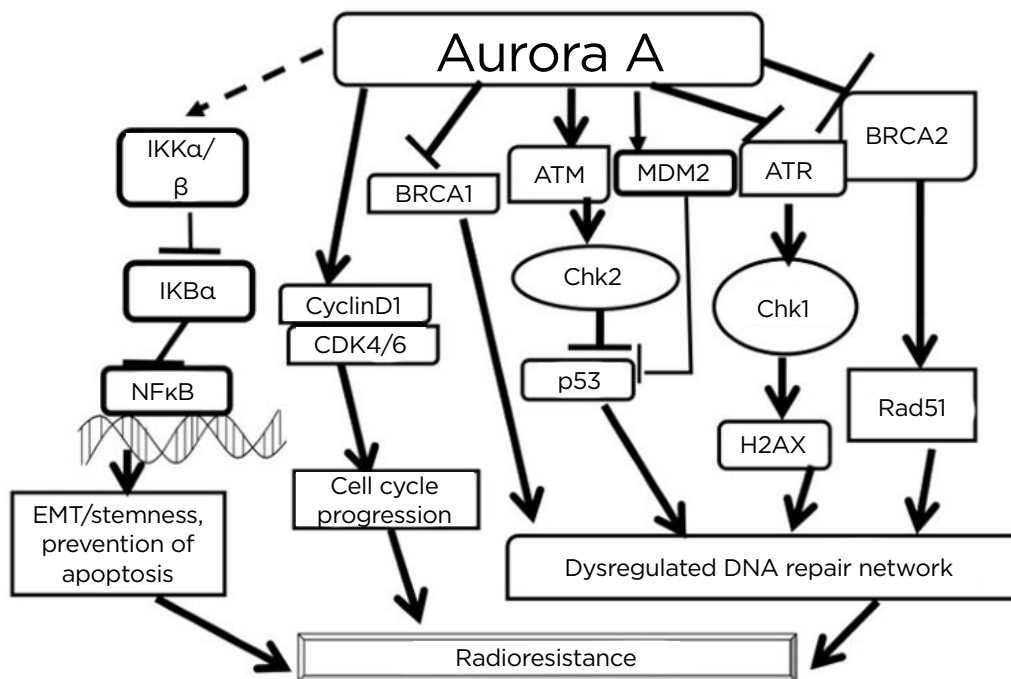 Aurora A
IKKα/
β
BRCA1
ATM
MDM2
ATR
BRCA2
IKBα
CyclinD1
CDK4/6
Chk2
Chk1
NFκB
p53
Rad51
H2AX
EMT/stemness,
prevention of
apoptosis
Cell cycle
progression
Dysregulated DNA repair network
Radioresistance